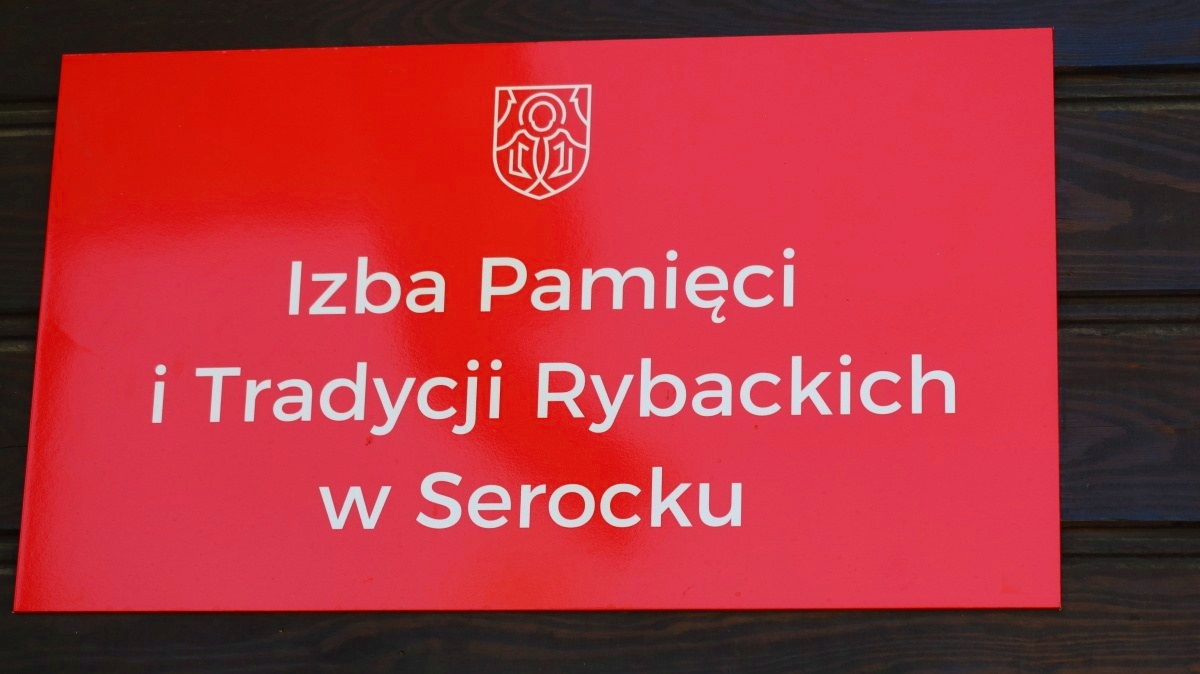 Izba Pamięci
i Tradycji Rybackich
w Serocku